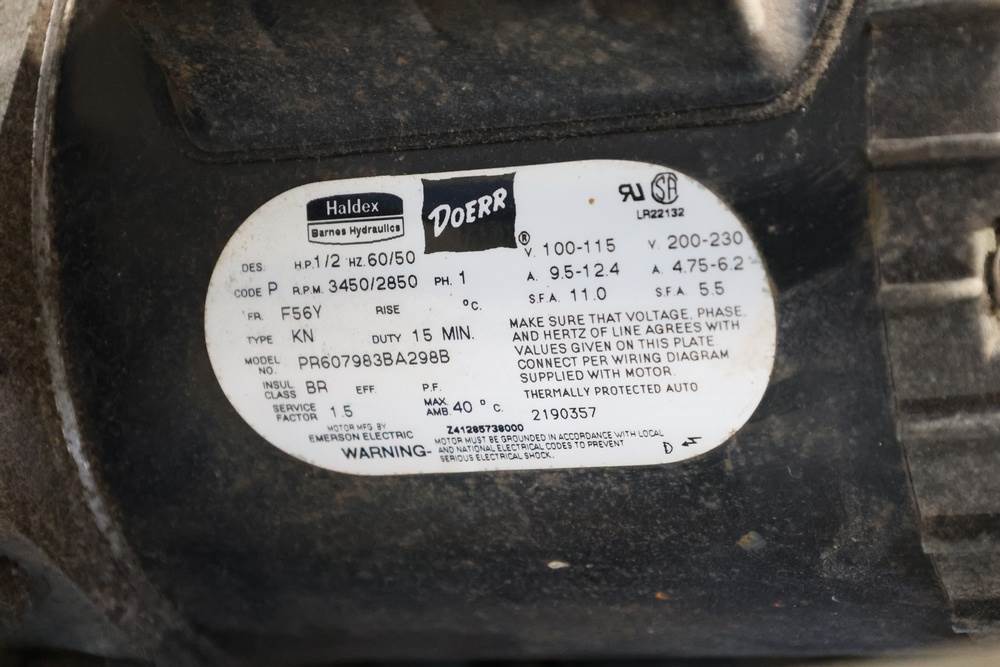 Haldex
Barnes Hydraulics
DOERR ®
LR22132
DES. H.P. 1/2 HZ. 60/50 V. 100-115 V. 200-230
CODE P R.P.M. 3450/2850 PH. 1 A. 9.5-12.4 A. 4.75-6.2
FR. F56Y RISE °C. S.F.A. 11.0 S.F.A. 5.5
TYPE KN DUTY 15 MIN.
MODEL NO. PR607983BA298B
INSUL CLASS BR EFF. P.F.
SERVICE FACTOR 1.5 MAX. AMB. 40 ° C.
MAKE SURE THAT VOLTAGE, PHASE,
AND HERTZ OF LINE AGREES WITH
VALUES GIVEN ON THIS PLATE
CONNECT PER WIRING DIAGRAM
SUPPLIED WITH MOTOR.
THERMALLY PROTECTED AUTO
2190357
MOTOR MFG. BY
EMERSON ELECTRIC
Z41285738000
WARNING- MOTOR MUST BE GROUNDED IN ACCORDANCE WITH LOCAL
AND NATIONAL ELECTRICAL CODES TO PREVENT
SERIOUS ELECTRICAL SHOCK.
D